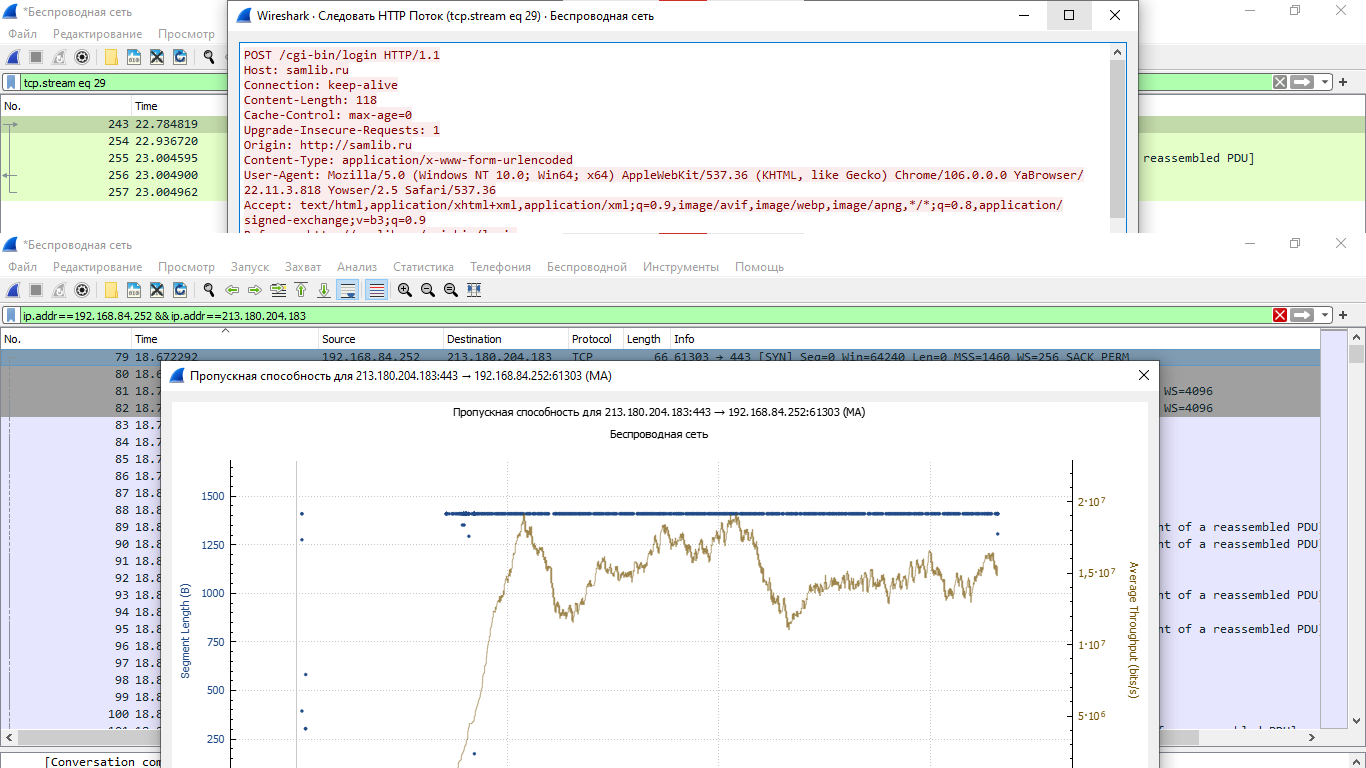 *Беспроводная сеть
Файл Редактирование Просмотр
tcp.stream eq 29
No. Time
243 22.784819
254 22.936720
255 23.004595
256 23.004900
257 23.004962
reassembled PDU]
Wireshark · Следовать HTTP Поток (tcp.stream eq 29) · Беспроводная сеть
POST /cgi-bin/login HTTP/1.1
Host: samlib.ru
Connection: keep-alive
Content-Length: 118
Cache-Control: max-age=0
Upgrade-Insecure-Requests: 1
Origin: http://samlib.ru
Content-Type: application/x-www-form-urlencoded
User-Agent: Mozilla/5.0 (Windows NT 10.0; Win64; x64) AppleWebKit/537.36 (KHTML, like Gecko) Chrome/106.0.0.0 YaBrowser/
22.11.3.818 Yowser/2.5 Safari/537.36
Accept: text/html,application/xhtml+xml,application/xml;q=0.9,image/avif,image/webp,image/apng,*/*;q=0.8,application/
signed-exchange;v=b3;q=0.9
*Беспроводная сеть
Файл Редактирование Просмотр Запуск Захват Анализ Статистика Телефония Беспроводной Инструменты Помощь
ip.addr==192.168.84.252 &&ip.addr==213.180.204.183
No. Time Source Destination Protocol Length Info
79 18.672292 192.168.84.252 213.180.204.183 TCP 66 61303 → 443 [SYN] Seq=0 Win=64240 Len=0 MSS=1460 WS=256 SACK_PERM
80 18.6
81 18.7 WS=4096
82 18.7 WS=4096
83 18.7
84 18.7
85 18.7
86 18.7
87 18.8
88 18.8
89 18.8 nt of a reassembled PDU
90 18.8 nt of a reassembled PDU
91 18.8
92 18.8
93 18.8 nt of a reassembled PDU
94 18.8
95 18.8 nt of a reassembled PDU
96 18.8
97 18.8
98 18.8
99 18.8
100 18.8
[Conversation com
Пропускная способность для 213.180.204.183:443 → 192.168.84.252:61303 (MA)
Пропускная способность для 213.180.204.183:443 → 192.168.84.252:61303 (MA)
Беспроводная сеть
Segment Length (B)
1500
1250
1000
750
500
250
2·10⁷
1,5·10⁷
1·10⁷
5·10⁶
Average Throughput (bits/s)